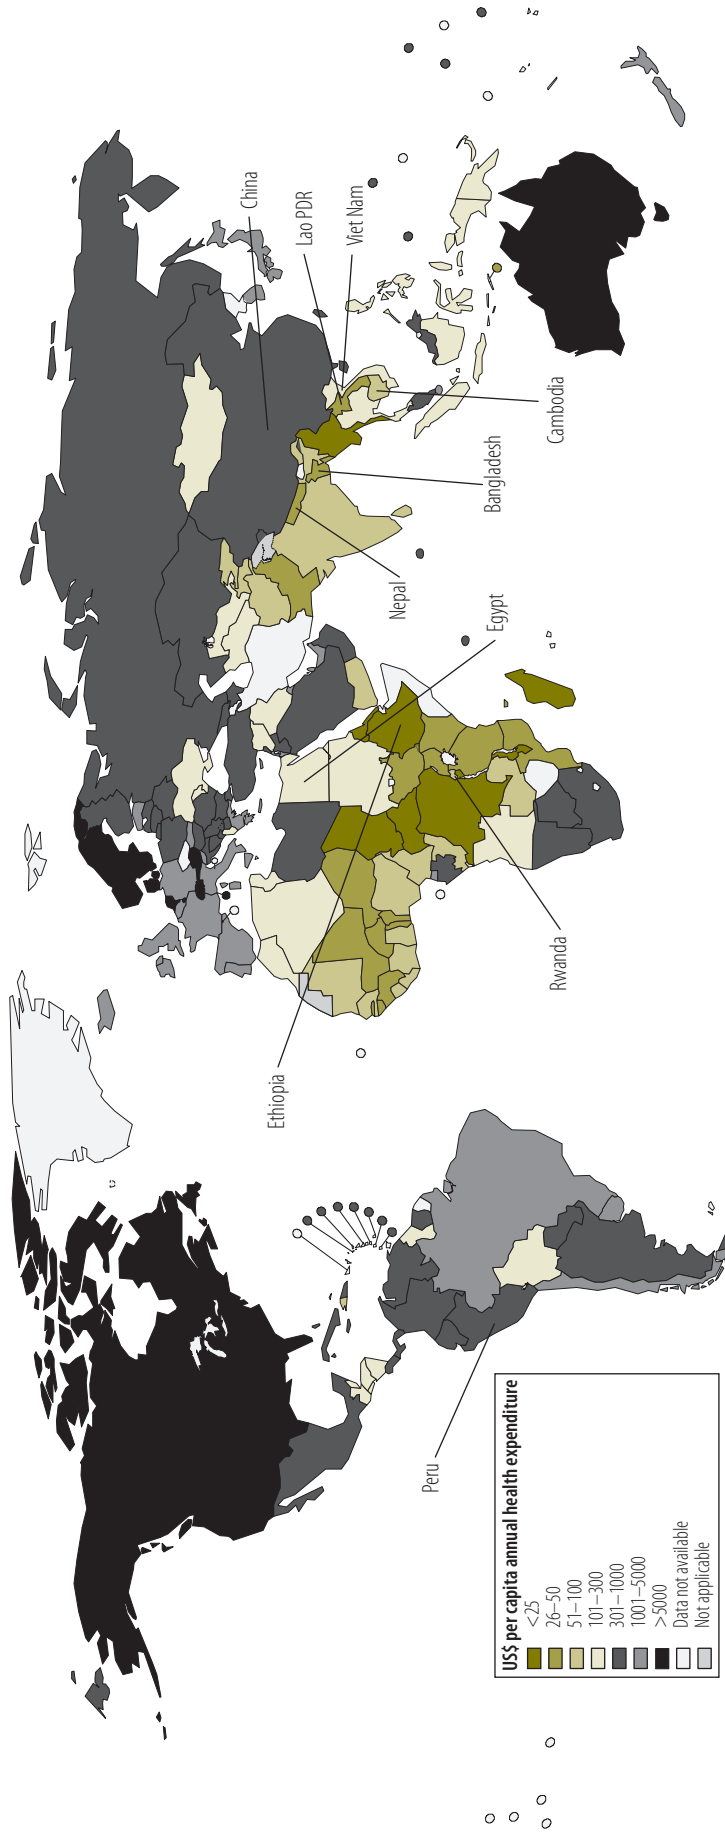 China
Lao PDR
Viet Nam
Cambodia
Bangladesh
Nepal
Egypt
Rwanda
Ethiopia
Peru
US$ per capita annual health expenditure
<25
26–50
51–100
101–300
301–1000
1001–5000
>5000
Data not available
Not applicable